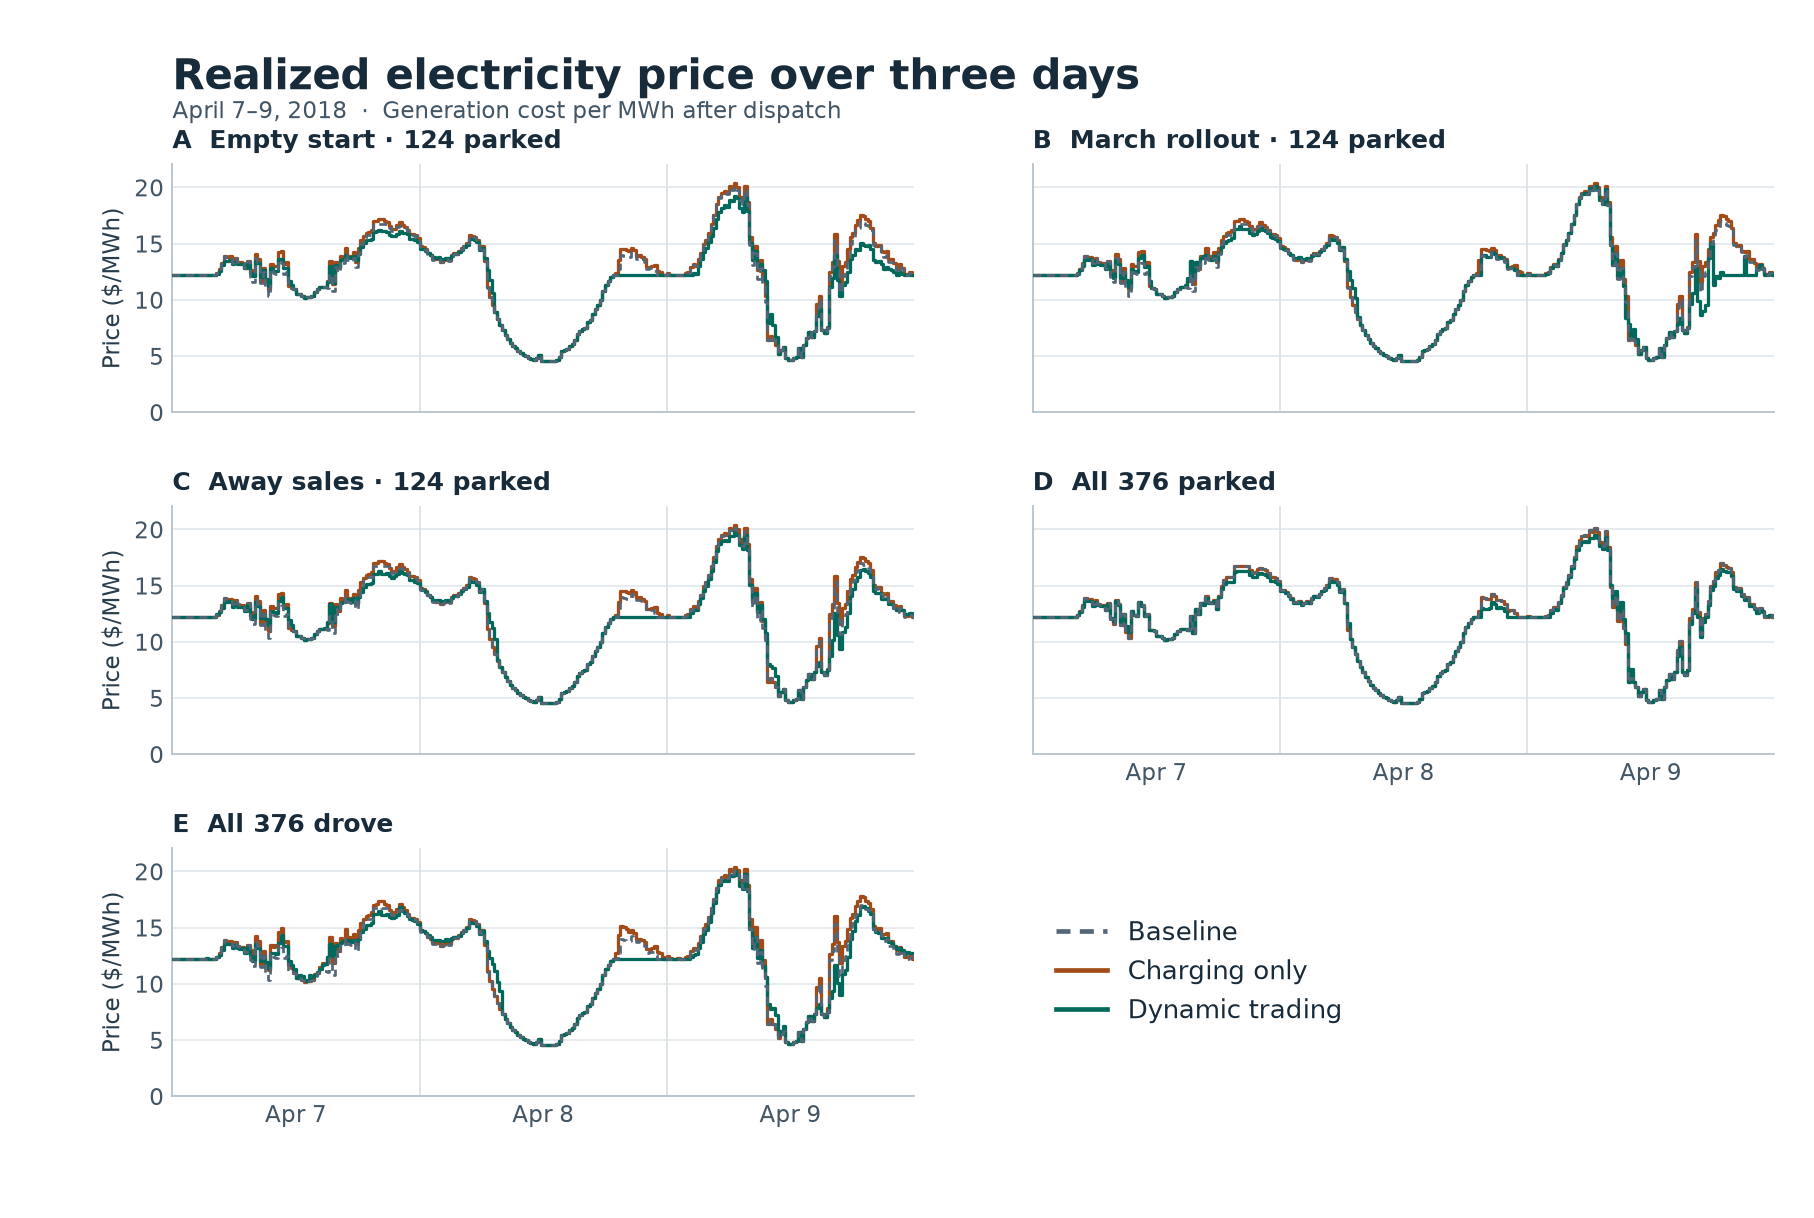 Realized electricity price over three days
April 7–9, 2018 · Generation cost per MWh after dispatch
A Empty start · 124 parked
Price ($/MWh)
20
15
10
5
0
B March rollout · 124 parked
C Away sales · 124 parked
Price ($/MWh)
20
15
10
5
0
D All 376 parked
Apr 7 Apr 8 Apr 9
E All 376 drove
Price ($/MWh)
20
15
10
5
0
Apr 7 Apr 8 Apr 9
Baseline
Charging only
Dynamic trading